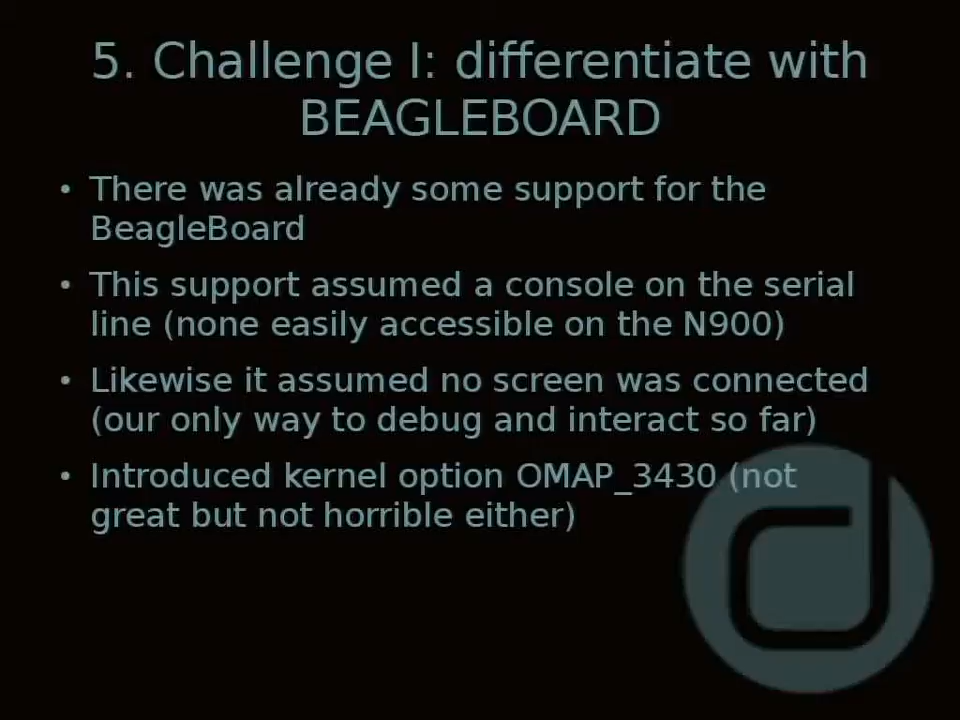 5. Challenge I: differentiate with
BEAGLEBOARD
• There was already some support for the
BeagleBoard
• This support assumed a console on the serial
line (none easily accessible on the N900)
• Likewise it assumed no screen was connected
(our only way to debug and interact so far)
• Introduced kernel option OMAP_3430 (not
great but not horrible either)